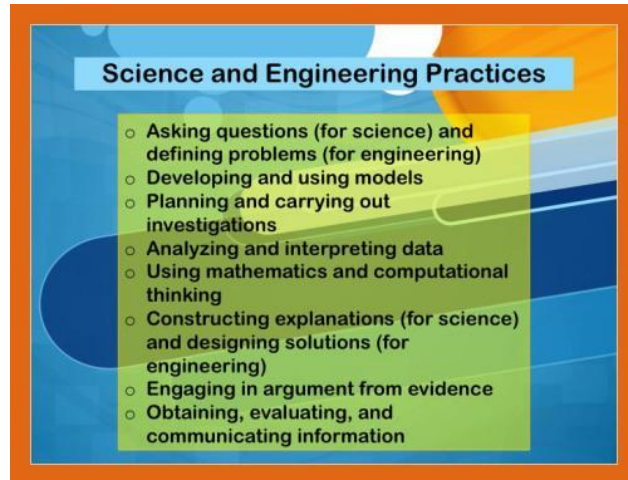 Science and Engineering Practices
○ Asking questions (for science) and
defining problems (for engineering)
○ Developing and using models
○ Planning and carrying out
investigations
○ Analyzing and interpreting data
○ Using mathematics and computational
thinking
○ Constructing explanations (for science)
and designing solutions (for
engineering)
○ Engaging in argument from evidence
○ Obtaining, evaluating, and
communicating information